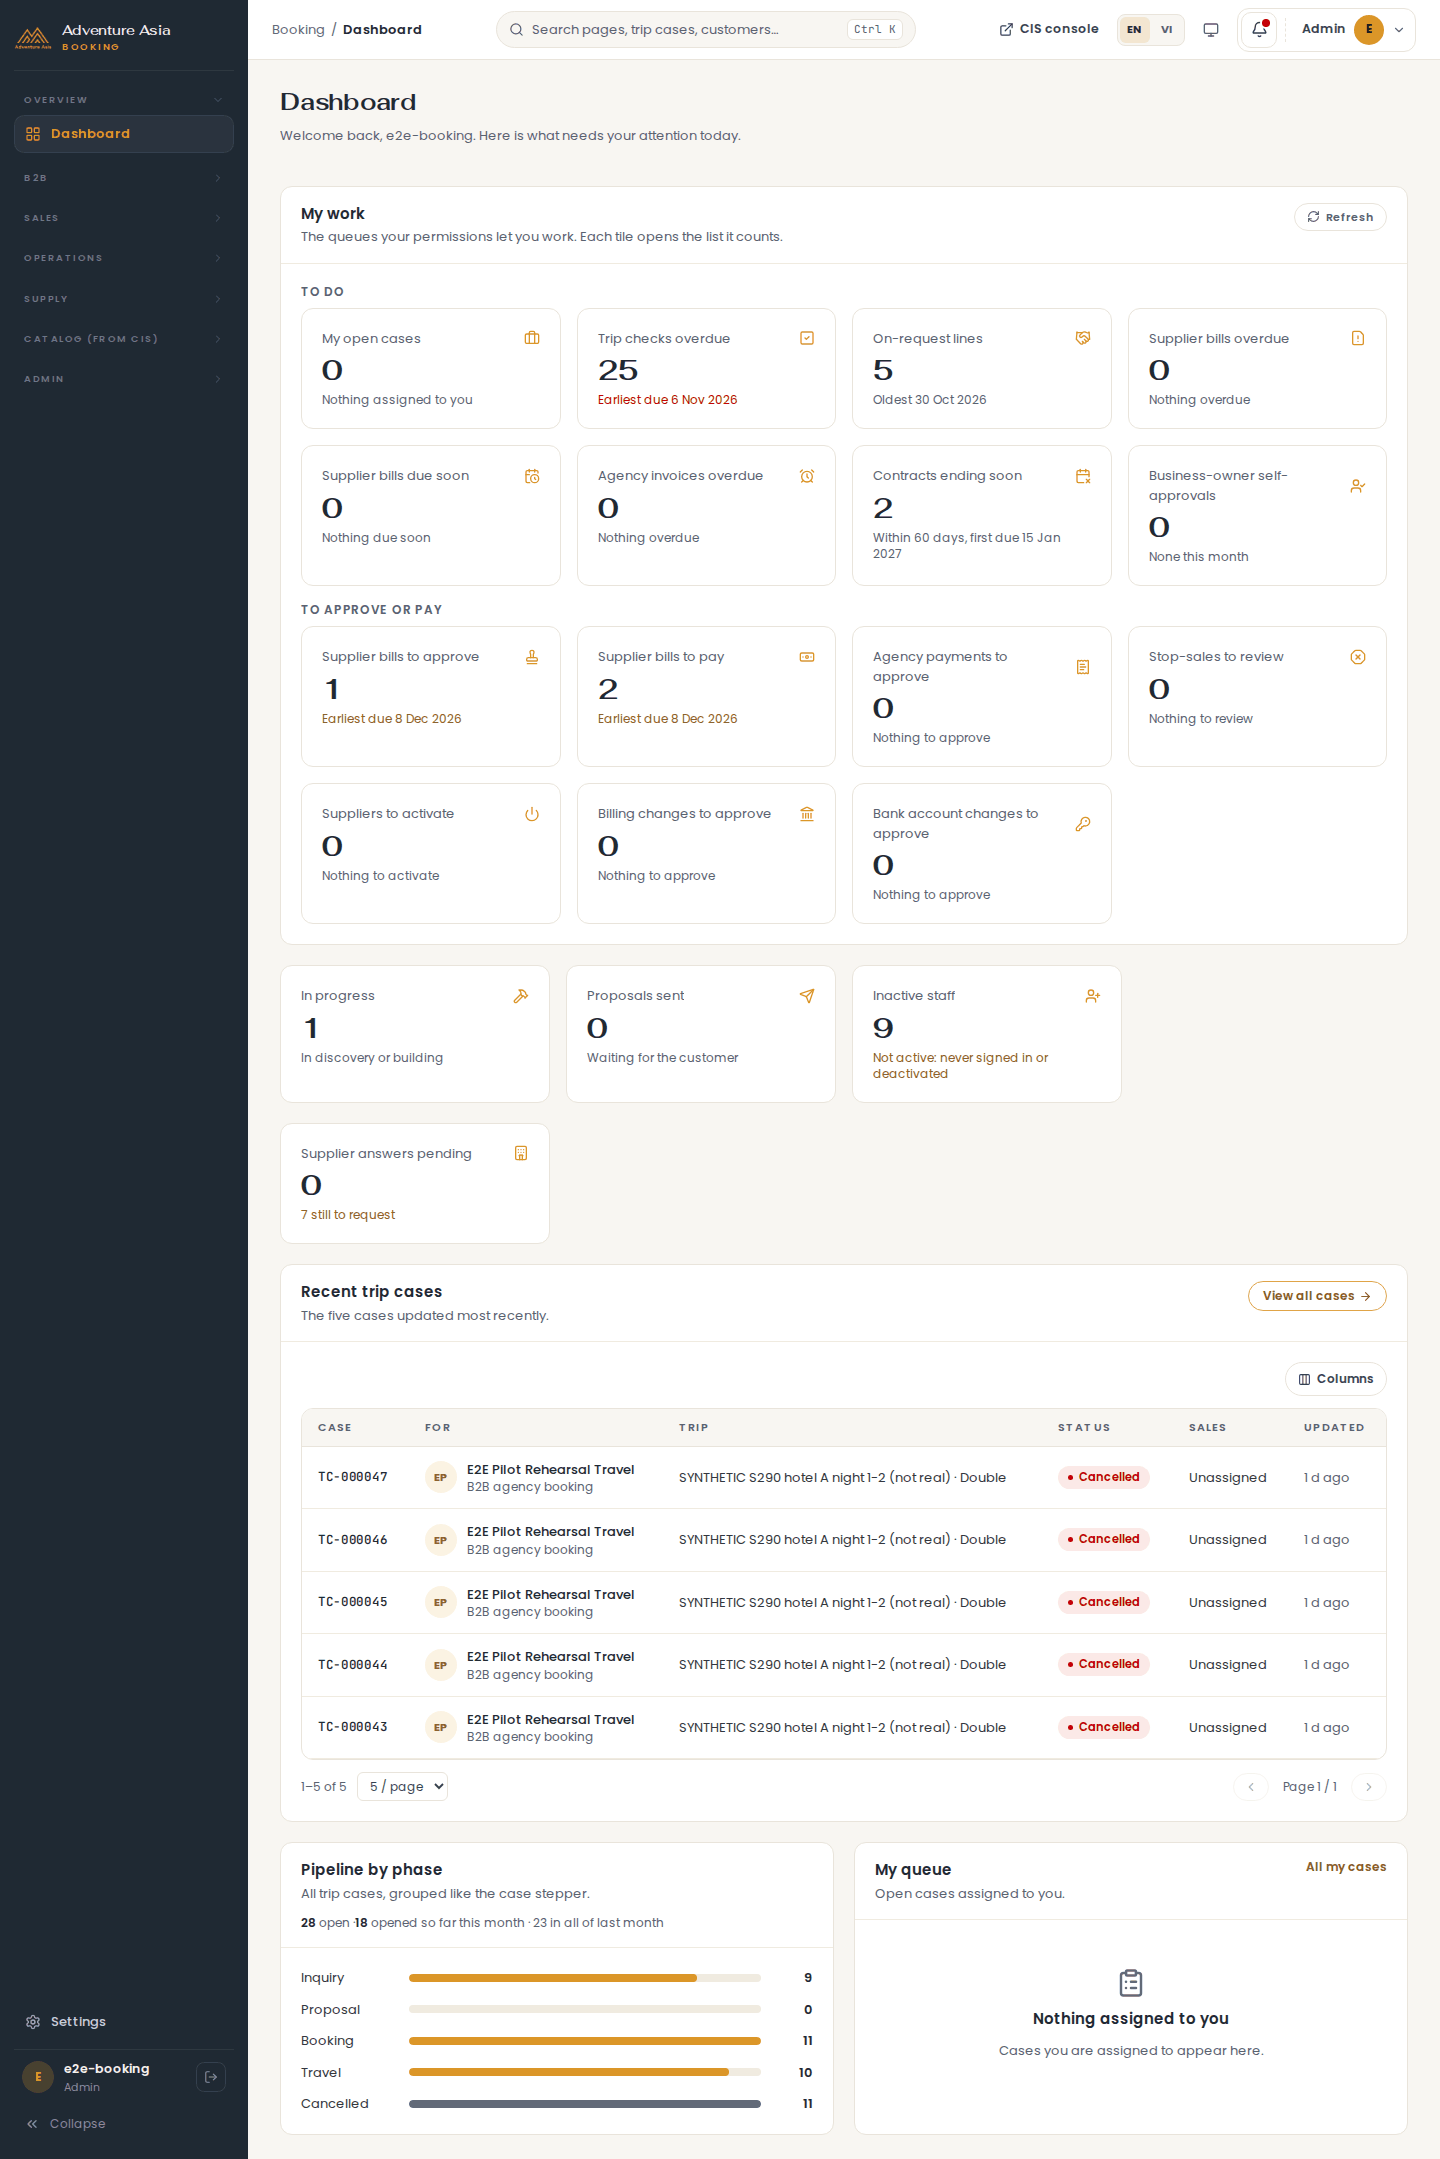 Adventure Asia
BOOKING
Adventure Asia
Booking / Dashboard
Search pages, trip cases, customers...
Ctrl K
CIS console
EN
VI
Admin
E
OVERVIEW
Dashboard
B2B
SALES
OPERATIONS
SUPPLY
CATALOG (FROM CIS)
ADMIN
Settings
E
e2e-booking
Admin
Collapse
Dashboard
Welcome back, e2e-booking. Here is what needs your attention today.
My work
The queues your permissions let you work. Each tile opens the list it counts.
Refresh
TO DO
My open cases
0
Nothing assigned to you
Trip checks overdue
25
Earliest due 6 Nov 2026
On-request lines
5
Oldest 30 Oct 2026
Supplier bills overdue
0
Nothing overdue
Supplier bills due soon
0
Nothing due soon
Agency invoices overdue
0
Nothing overdue
Contracts ending soon
2
Within 60 days, first due 15 Jan
2027
Business-owner self-
approvals
0
None this month
TO APPROVE OR PAY
Supplier bills to approve
1
Earliest due 8 Dec 2026
Supplier bills to pay
2
Earliest due 8 Dec 2026
Agency payments to
approve
0
Nothing to approve
Stop-sales to review
0
Nothing to review
Suppliers to activate
0
Nothing to activate
Billing changes to approve
0
Nothing to approve
Bank account changes to
approve
0
Nothing to approve
In progress
1
In discovery or building
Proposals sent
0
Waiting for the customer
Inactive staff
9
Not active: never signed in or
deactivated
Supplier answers pending
0
7 still to request
Recent trip cases
The five cases updated most recently.
View all cases
Columns
CASE FOR TRIP STATUS SALES UPDATED
TC-000047 EP E2E Pilot Rehearsal Travel SYNTHETIC S290 hotel A night 1-2 (not real) · Double Cancelled Unassigned 1 d ago
B2B agency booking
TC-000046 EP E2E Pilot Rehearsal Travel SYNTHETIC S290 hotel A night 1-2 (not real) · Double Cancelled Unassigned 1 d ago
B2B agency booking
TC-000045 EP E2E Pilot Rehearsal Travel SYNTHETIC S290 hotel A night 1-2 (not real) · Double Cancelled Unassigned 1 d ago
B2B agency booking
TC-000044 EP E2E Pilot Rehearsal Travel SYNTHETIC S290 hotel A night 1-2 (not real) · Double Cancelled Unassigned 1 d ago
B2B agency booking
TC-000043 EP E2E Pilot Rehearsal Travel SYNTHETIC S290 hotel A night 1-2 (not real) · Double Cancelled Unassigned 1 d ago
B2B agency booking
1–5 of 5
5 / page
Page 1 / 1
Pipeline by phase
All trip cases, grouped like the case stepper.
28 open · 18 opened so far this month · 23 in all of last month
Inquiry 9
Proposal 0
Booking 11
Travel 10
Cancelled 11
My queue
Open cases assigned to you.
All my cases
Nothing assigned to you
Cases you are assigned to appear here.